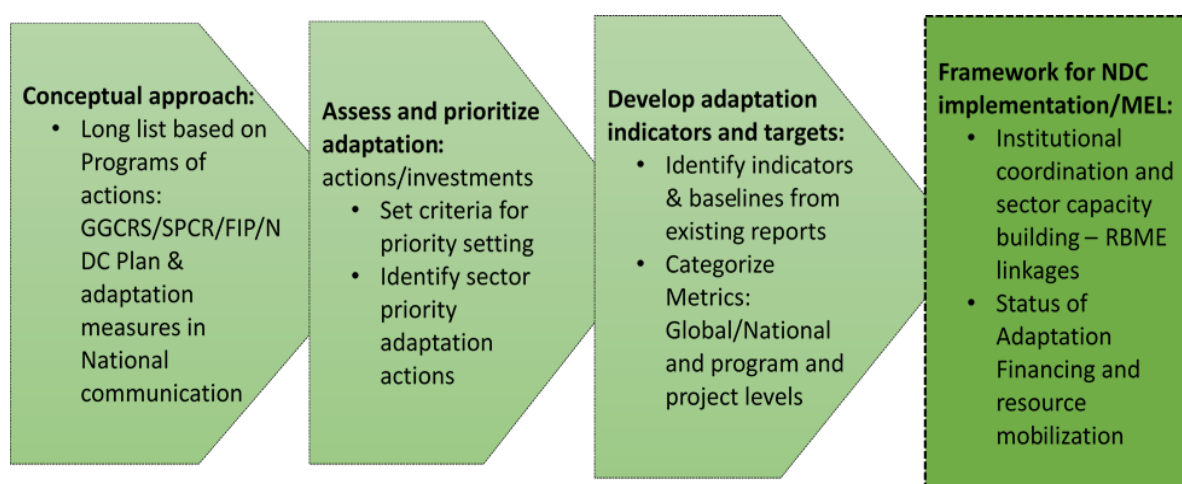 Conceptual approach:
• Long list based on
Programs of
actions:
GGCRS/SPCR/FIP/N
DC Plan &
adaptation
measures in
National
communication
Assess and prioritize
adaptation:
actions/investments
• Set criteria for
priority setting
• Identify sector
priority
adaptation
actions
Develop adaptation
indicators and targets:
• Identify indicators
& baselines from
existing reports
• Categorize
Metrics:
Global/National
and program and
project levels
Framework for NDC
implementation/MEL:
• Institutional
coordination and
sector capacity
building – RBME
linkages
• Status of
Adaptation
Financing and
resource
mobilization